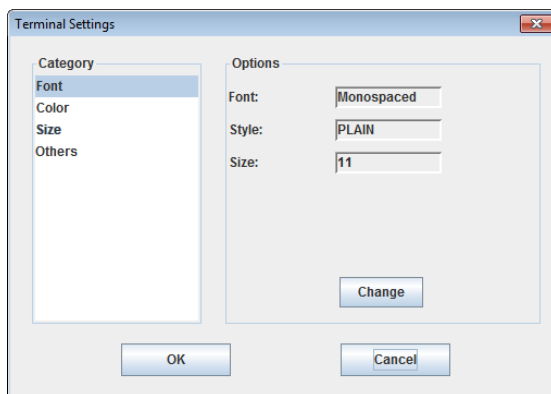 Terminal Settings
Category
Font
Color
Size
Others
Options
Font: Monospaced
Style: PLAIN
Size: 11
Change
OK
Cancel